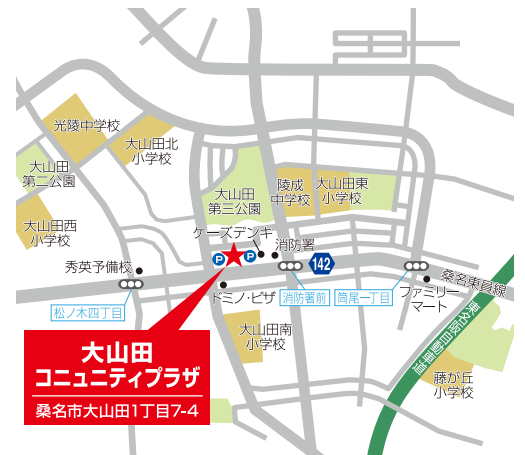 光陵中学校
大山田北
小学校
大山田
第二公園
大山田
第三公園
陵成
中学校
大山田東
小学校
大山田西
小学校
ケーズデンキ
消防署
P
P
142
秀英予備校
ドミノ・ピザ
消防署前
筒尾一丁目
桑名東員線
ファミリー
マート
松ノ木四丁目
大山田南
小学校
東名阪自動車道
藤が丘
小学校
大山田
コニュニティプラザ
桑名市大山田1丁目7-4